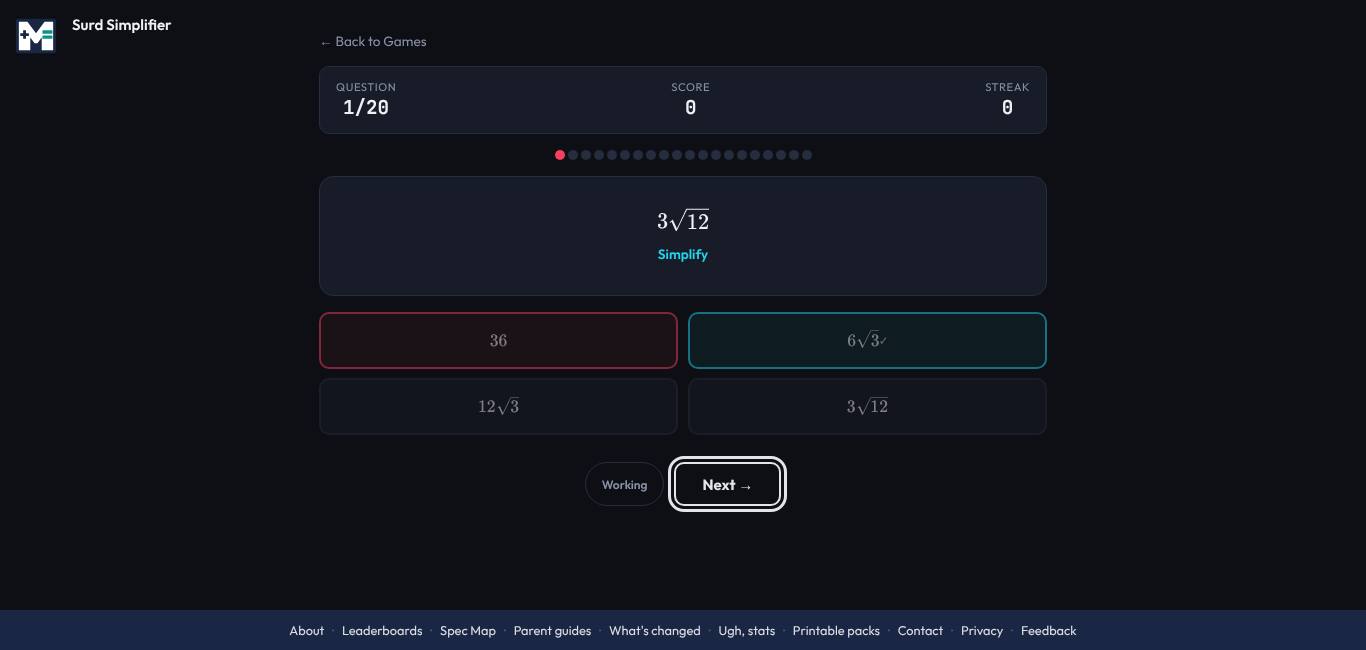 Surd Simplifier
← Back to Games
QUESTION
1/20
SCORE
0
STREAK
0
3√12
Simplify
36
6√3✓
12√3
3√12
Working
Next →
About · Leaderboards · Spec Map · Parent guides · What's changed · Ugh, stats · Printable packs · Contact · Privacy · Feedback